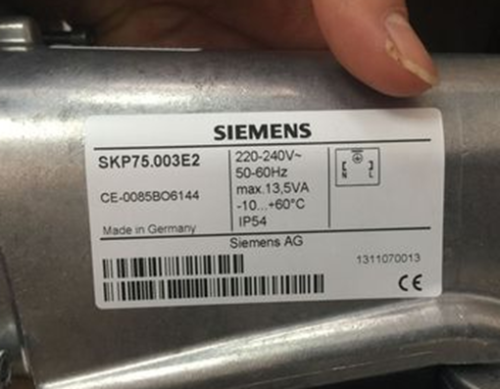 SIEMENS
SKP75.003E2
220-240V~
50-60Hz
max.13,5VA
-10...+60°C
IP54
N L
CE-0085BO6144
Made in Germany
Siemens AG
1311070013
CE